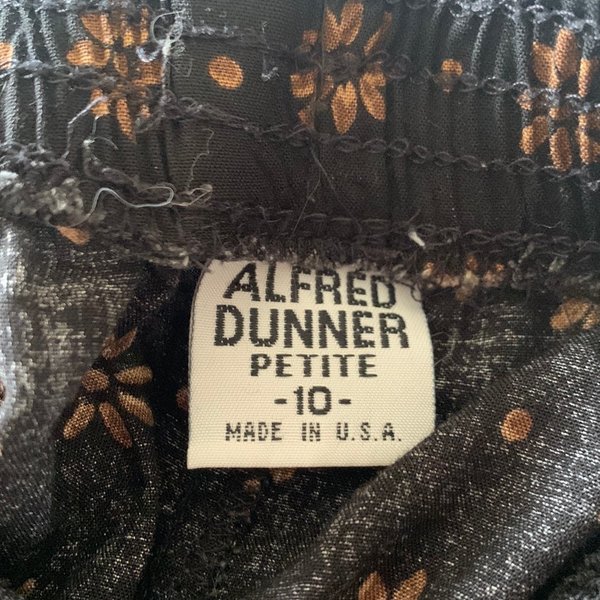 ALFRED
DUNNER
PETITE
-10-
MADE IN U.S.A.